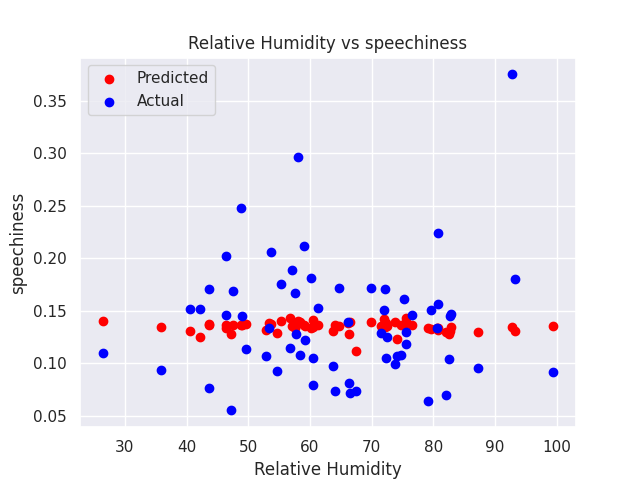 Relative Humidity vs speechiness
Predicted
Actual
speechiness
0.35
0.30
0.25
0.20
0.15
0.10
0.05
30 40 50 60 70 80 90 100
Relative Humidity